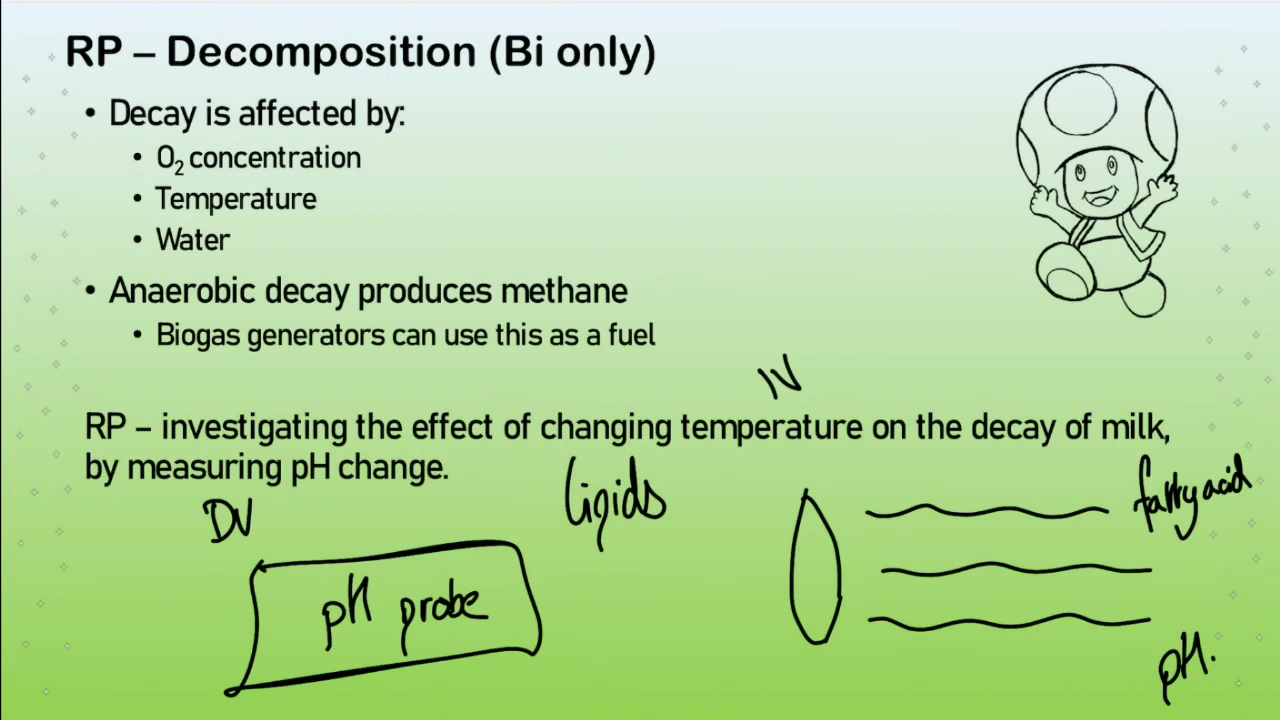 RP – Decomposition (Bi only)
• Decay is affected by:
• O₂ concentration
• Temperature
• Water
• Anaerobic decay produces methane
• Biogas generators can use this as a fuel
IV
RP – investigating the effect of changing temperature on the decay of milk,
by measuring pH change.
DV
lipids
fatty acid
pH probe
pH.